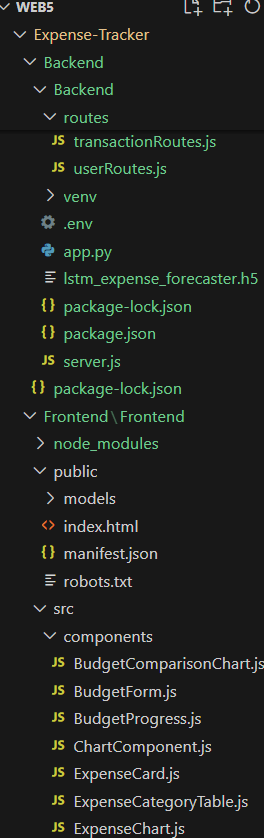 WEB5
Expense-Tracker
Backend
Backend
routes
JS transactionRoutes.js
JS userRoutes.js
venv
.env
app.py
lstm_expense_forecaster.h5
{} package-lock.json
{} package.json
JS server.js
{} package-lock.json
Frontend\Frontend
node_modules
public
models
<> index.html
{} manifest.json
robots.txt
src
components
JS BudgetComparisonChart.js
JS BudgetForm.js
JS BudgetProgress.js
JS ChartComponent.js
JS ExpenseCard.js
JS ExpenseCategoryTable.js
JS ExpenseChart.js